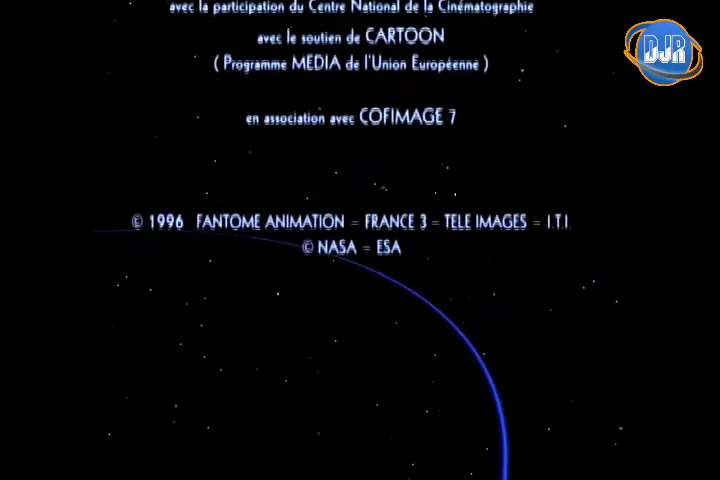 avec la participation du Centre National de la Cinématographie
avec le soutien de CARTOON
( Programme MEDIA de l'Union Européenne )
en association avec COFIMAGE 7
© 1996 FANTOME ANIMATION = FRANCE 3 = TELE IMAGES = I.T.I.
© NASA = ESA
DJR